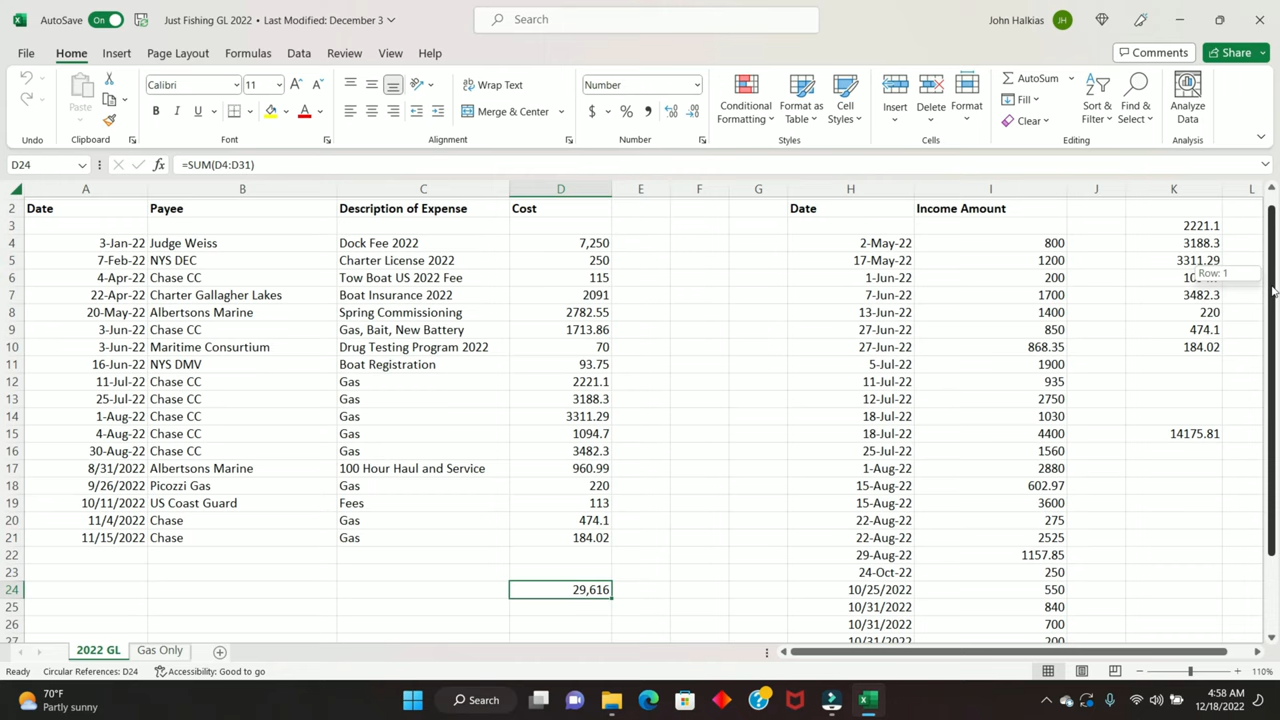 AutoSave On Just Fishing GL 2022 • Last Modified: December 3 Search John Halkias JH
File Home Insert Page Layout Formulas Data Review View Help Comments Share
Calibri 11 Wrap Text Number AutoSum
Paste B I U Merge & Center $ % Conditional Formatting Format as Table Cell Styles Insert Delete Format Fill Clear Sort & Filter Find & Select Analyze Data
Undo Clipboard Font Alignment Number Styles Cells Editing Analysis
D24 fx =SUM(D4:D31)
A B C D E F G H I J K L
2 Date Payee Description of Expense Cost Date Income Amount
3 2221.1
4 3-Jan-22 Judge Weiss Dock Fee 2022 7,250 2-May-22 800 3188.3
5 7-Feb-22 NYS DEC Charter License 2022 250 17-May-22 1200 3311.29
6 4-Apr-22 Chase CC Tow Boat US 2022 Fee 115 1-Jun-22 200 Row: 1
7 22-Apr-22 Charter Gallagher Lakes Boat Insurance 2022 2091 7-Jun-22 1700 3482.3
8 20-May-22 Albertsons Marine Spring Commissioning 2782.55 13-Jun-22 1400 220
9 3-Jun-22 Chase CC Gas, Bait, New Battery 1713.86 27-Jun-22 850 474.1
10 3-Jun-22 Maritime Consortium Drug Testing Program 2022 70 27-Jun-22 868.35 184.02
11 16-Jun-22 NYS DMV Boat Registration 93.75 5-Jul-22 1900
12 11-Jul-22 Chase CC Gas 2221.1 11-Jul-22 935
13 25-Jul-22 Chase CC Gas 3188.3 12-Jul-22 2750
14 1-Aug-22 Chase CC Gas 3311.29 18-Jul-22 1030
15 4-Aug-22 Chase CC Gas 1094.7 18-Jul-22 4400 14175.81
16 30-Aug-22 Chase CC Gas 3482.3 25-Jul-22 1560
17 8/31/2022 Albertsons Marine 100 Hour Haul and Service 960.99 1-Aug-22 2880
18 9/26/2022 Picozzi Gas Gas 220 15-Aug-22 602.97
19 10/11/2022 US Coast Guard Fees 113 15-Aug-22 3600
20 11/4/2022 Chase Gas 474.1 22-Aug-22 275
21 11/15/2022 Chase Gas 184.02 22-Aug-22 2525
22 29-Aug-22 1157.85
23 24-Oct-22 250
24 29,616 10/25/2022 550
25 10/31/2022 840
26 10/31/2022 700
27 10/31/2022 200
2022 GL Gas Only
Ready Circular References: D24 Accessibility: Good to go 110%
70°F
Partly sunny
Search
4:58 AM
12/18/2022